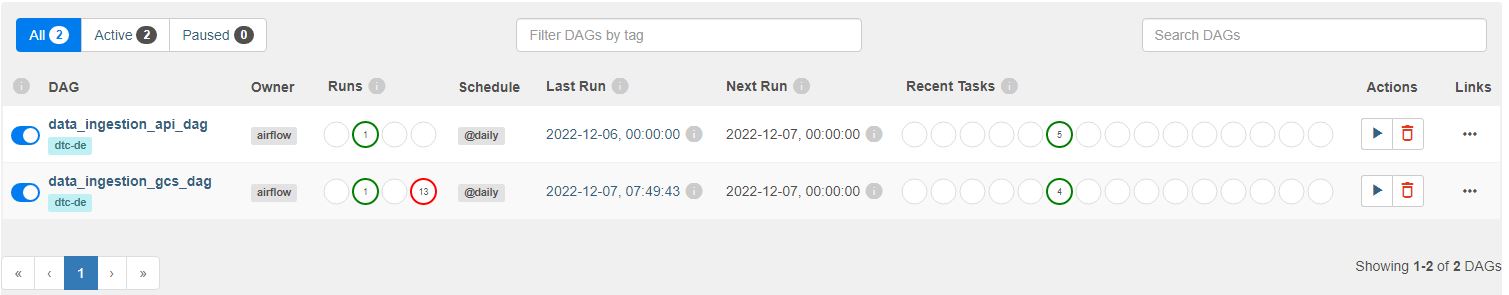 All 2 Active 2 Paused 0 Filter DAGs by tag Search DAGs
i DAG Owner Runs i Schedule Last Run i Next Run i Recent Tasks i Actions Links
data_ingestion_api_dag airflow 1 @daily 2022-12-06, 00:00:00 i 2022-12-07, 00:00:00 i 5 •••
dtc-de
data_ingestion_gcs_dag airflow 1 13 @daily 2022-12-07, 07:49:43 i 2022-12-07, 00:00:00 i 4 •••
dtc-de
« ‹ 1 › » Showing 1-2 of 2 DAGs